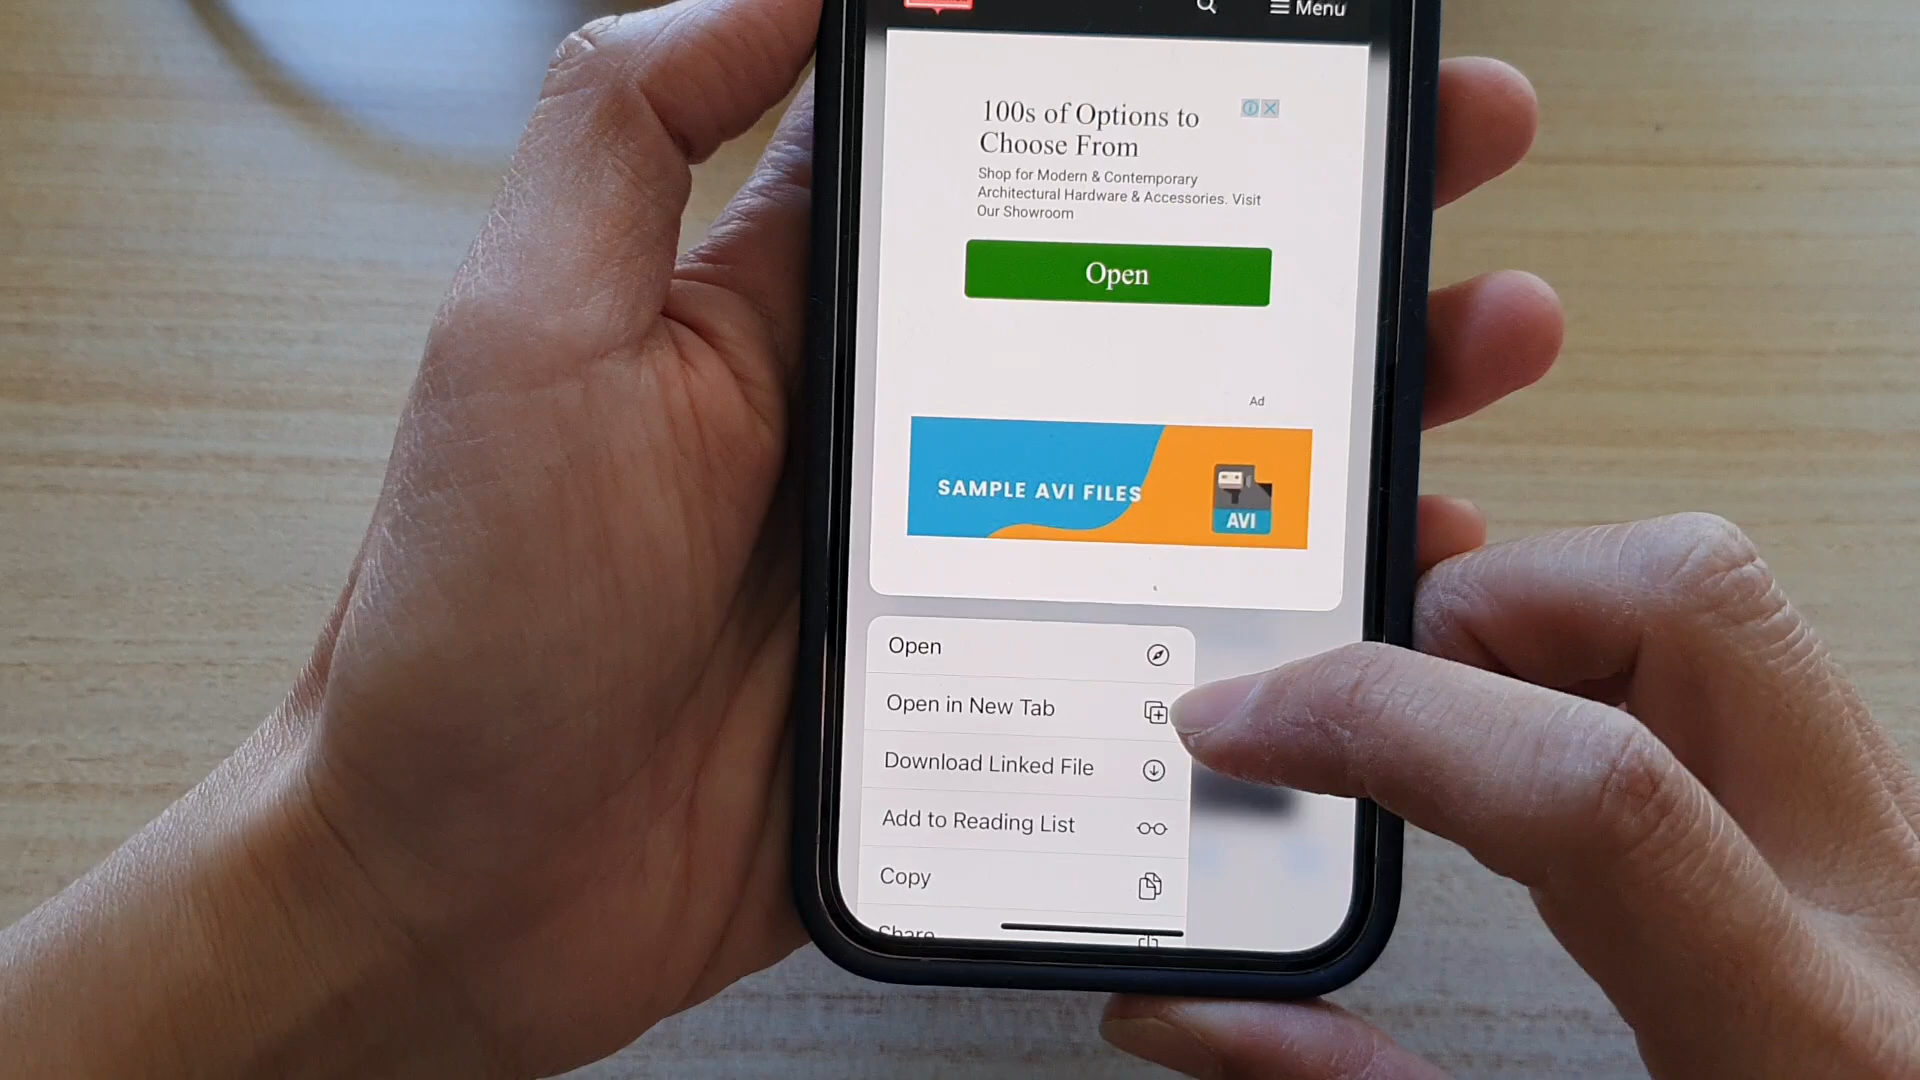 Menu
100s of Options to
Choose From
Shop for Modern & Contemporary
Architectural Hardware & Accessories. Visit
Our Showroom
Open
Ad
SAMPLE AVI FILES
AVI
Open
Open in New Tab
Download Linked File
Add to Reading List
Copy
Share